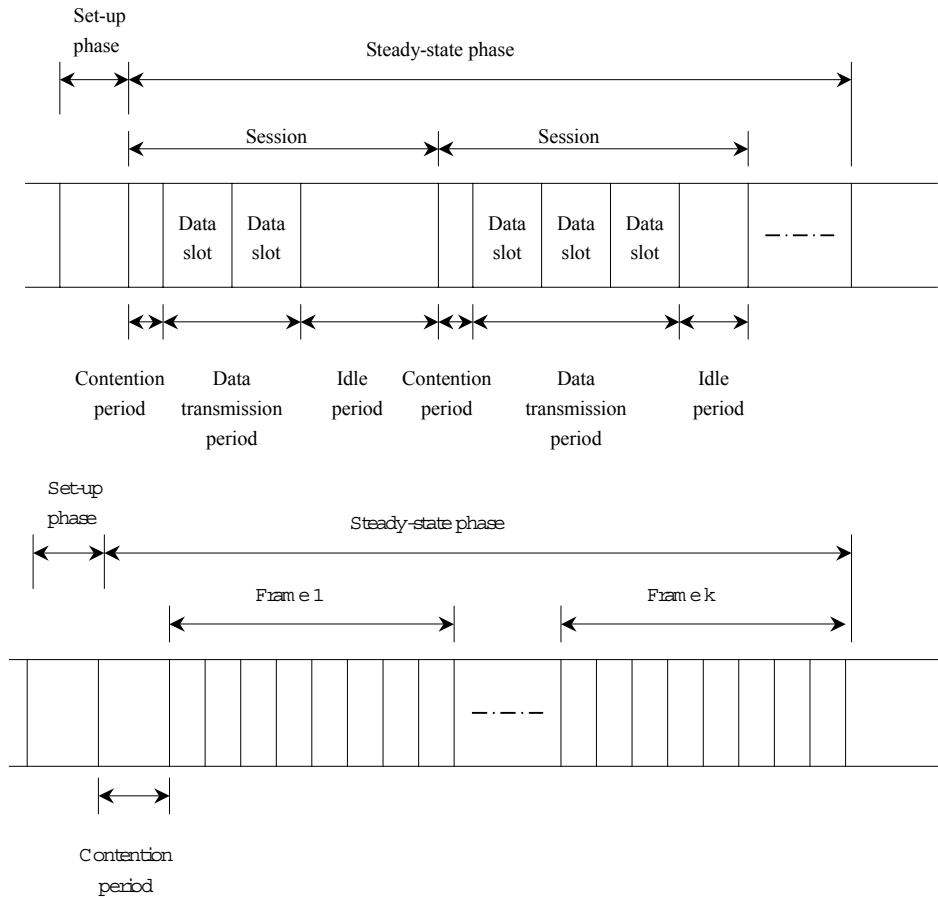 Set-up
phase
Steady-state phase
Session
Session
Data
slot
Data
slot
Data
slot
Data
slot
Data
slot
Contention
period
Data
transmission
period
Idle
period
Contention
period
Data
transmission
period
Idle
period
Set-up
phase
Steady-state phase
Frame 1
Frame k
Contention
period